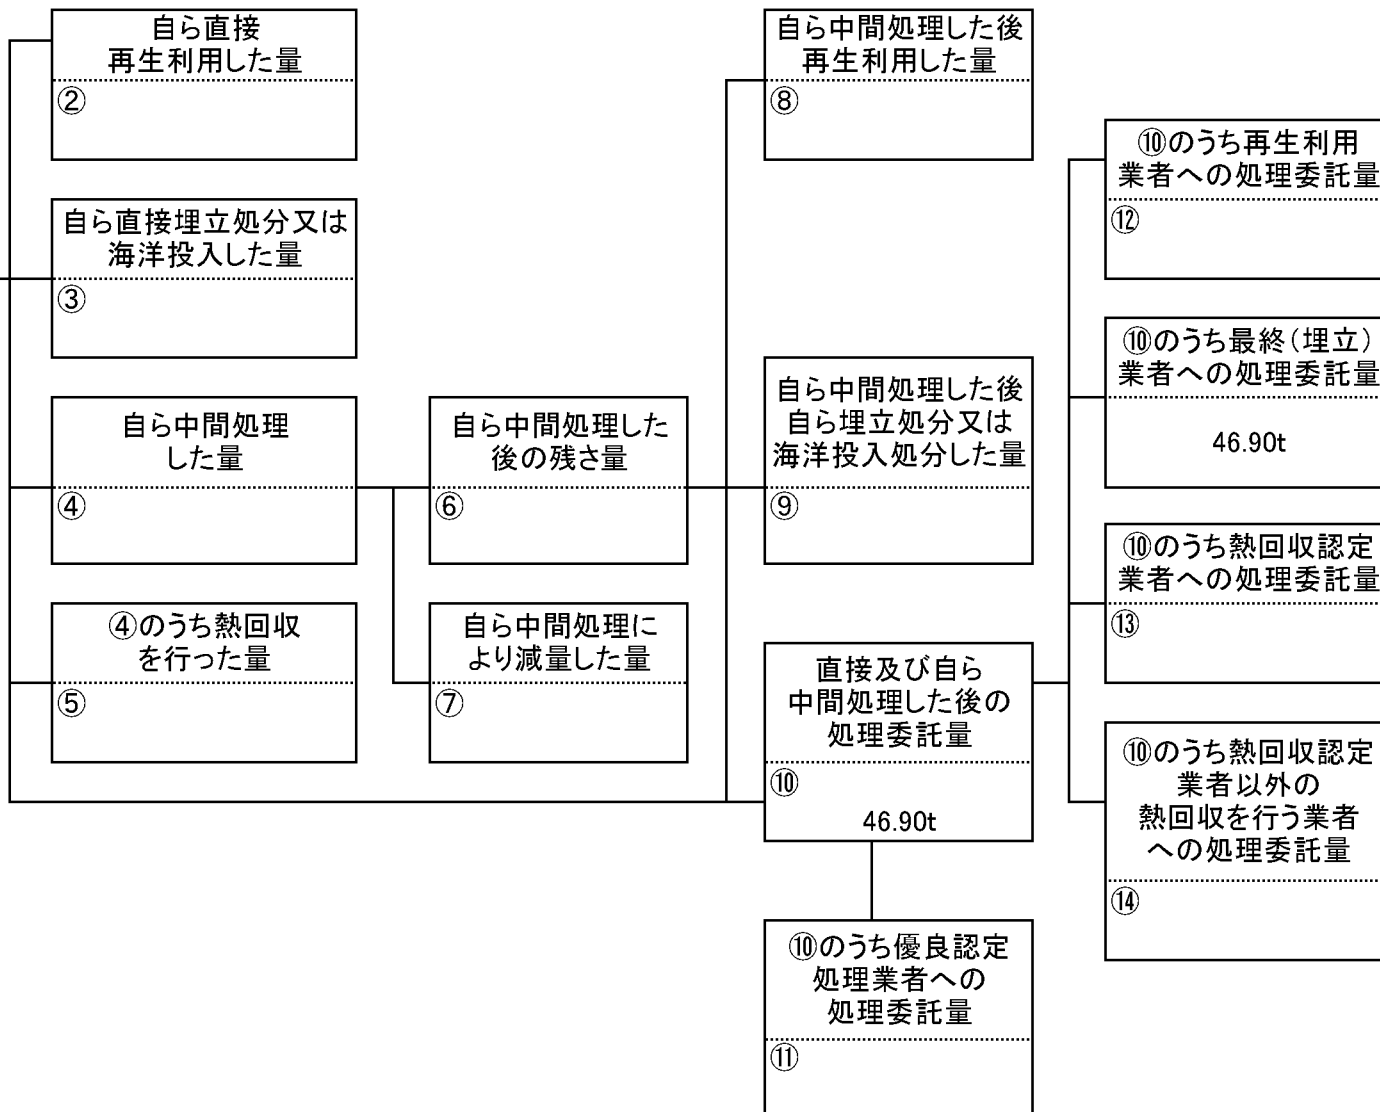 自ら直接
再生利用した量
②
自ら直接埋立処分又は
海洋投入した量
③
自ら中間処理
した量
④
④のうち熱回収
を行った量
⑤
自ら中間処理した
後の残さ量
⑥
自ら中間処理に
より減量した量
⑦
自ら中間処理した後
再生利用した量
⑧
自ら中間処理した後
自ら埋立処分又は
海洋投入処分した量
⑨
直接及び自ら
中間処理した後の
処理委託量
⑩
46.90t
⑩のうち優良認定
処理業者への
処理委託量
⑪
⑩のうち再生利用
業者への処理委託量
⑫
⑩のうち最終（埋立）
業者への処理委託量
46.90t
⑩のうち熱回収認定
業者への処理委託量
⑬
⑩のうち熱回収認定
業者以外の
熱回収を行う業者
への処理委託量
⑭